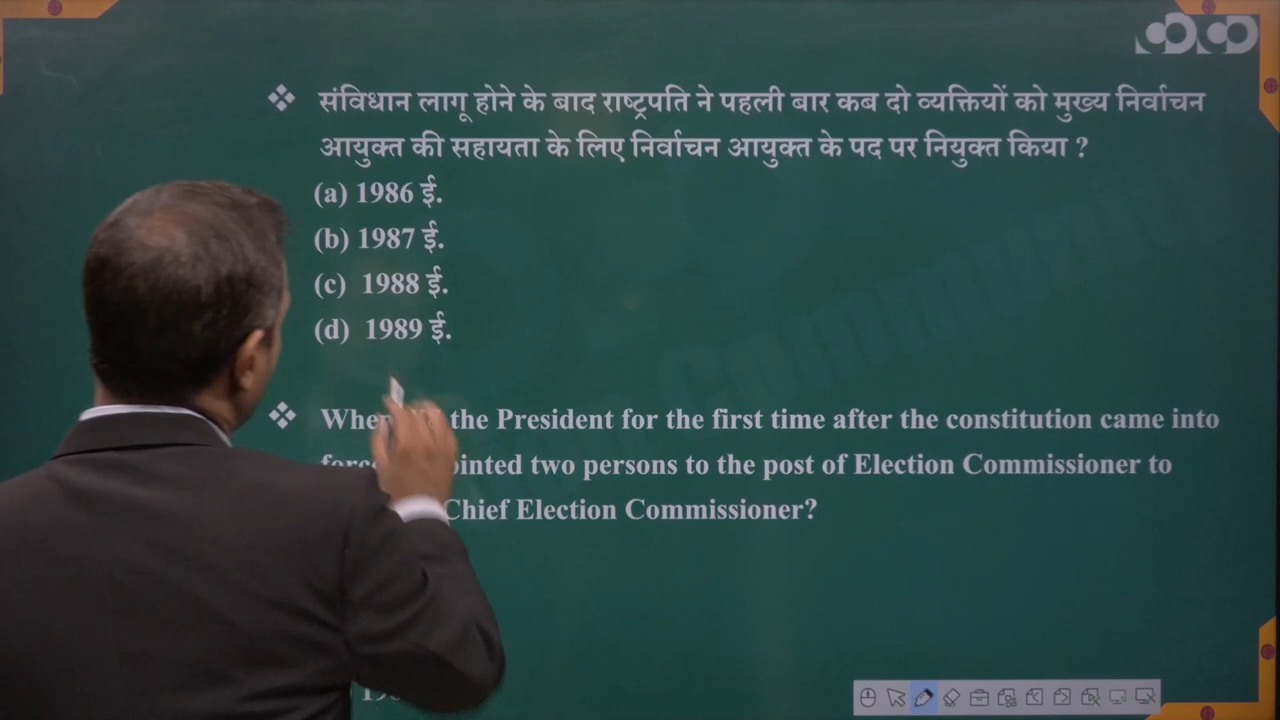 ❖ संविधान लागू होने के बाद राष्ट्रपति ने पहली बार कब दो व्यक्तियों को मुख्य निर्वाचन
आयुक्त की सहायता के लिए निर्वाचन आयुक्त के पद पर नियुक्त किया ?
(a) 1986 ई.
(b) 1987 ई.
(c) 1988 ई.
(d) 1989 ई.
❖ the President for the first time after the constitution came into
two persons to the post of Election Commissioner to
Chief Election Commissioner?